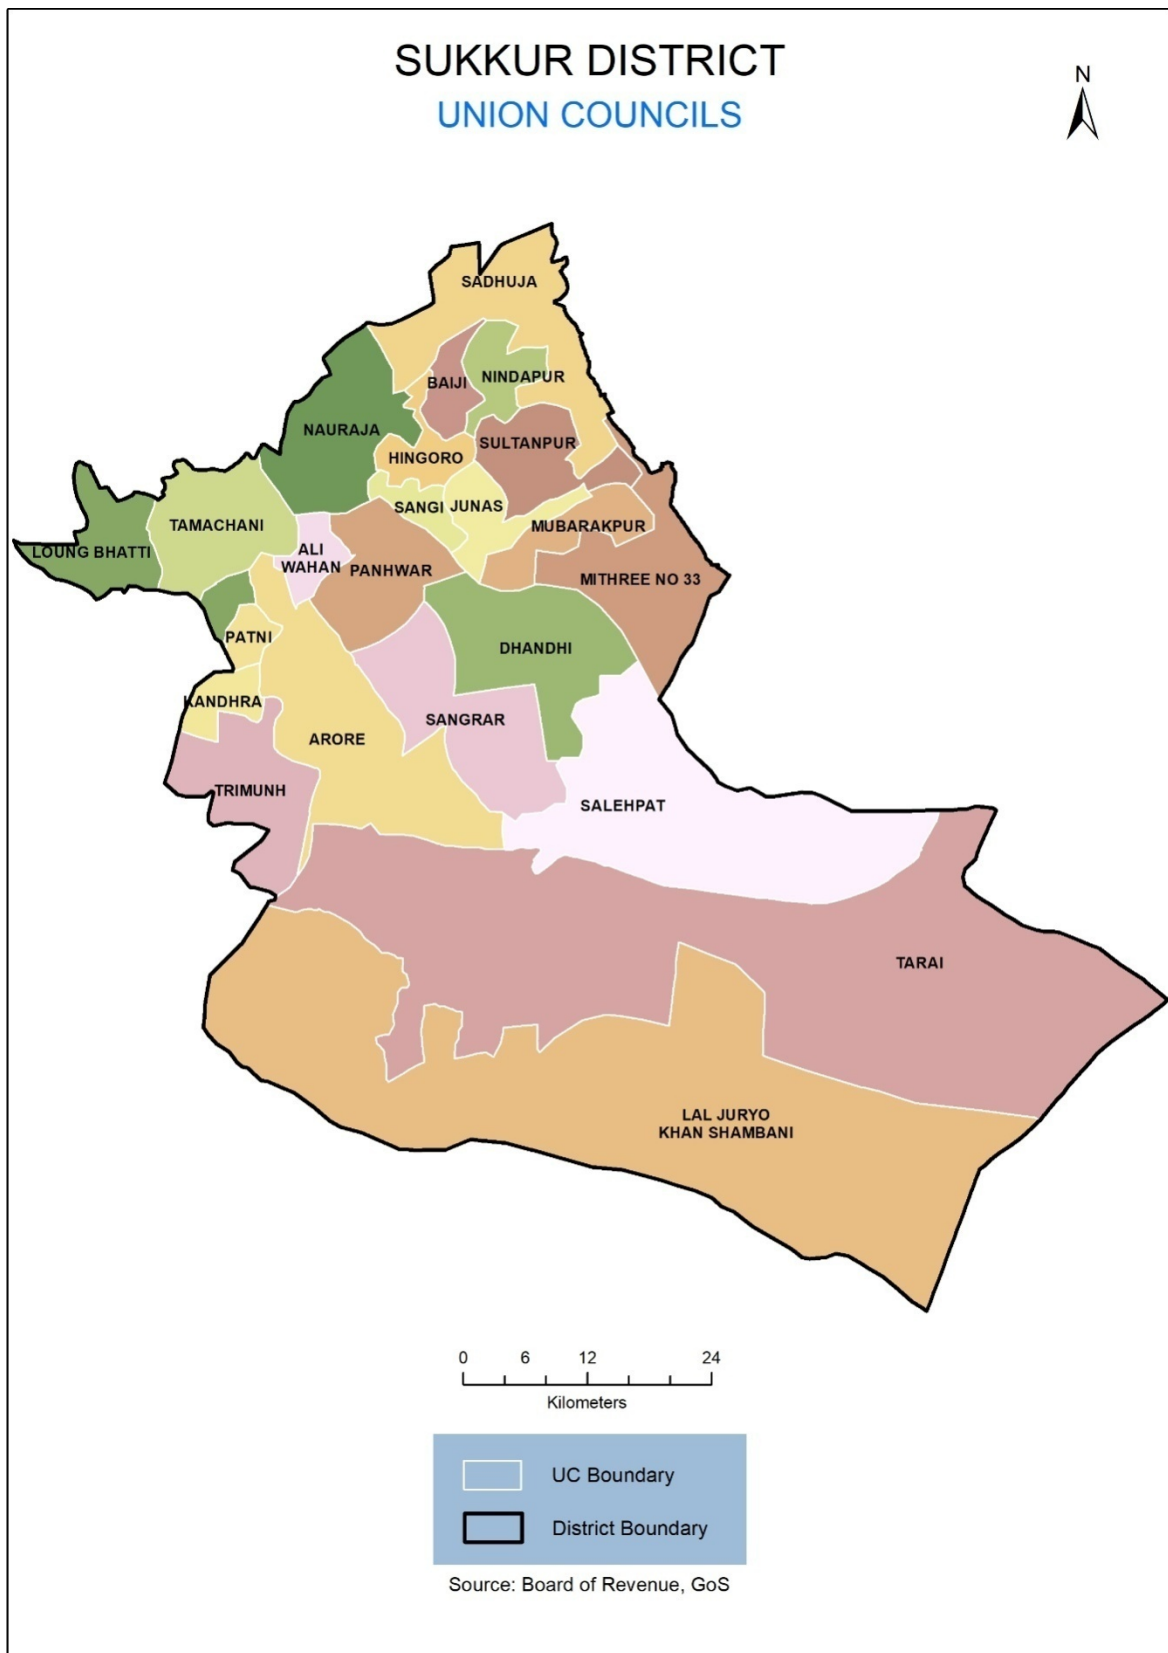 SUKKUR DISTRICT
UNION COUNCILS
N
SADHUJA
BAIJI
NINDAPUR
NAURAJA
SULTANPUR
HINGORO
SANGI
JUNAS
TAMACHANI
MUBARAKPUR
LOUNG BHATTI
ALI
WAHAN
PANHWAR
MITHREE NO 33
PATNI
DHANDHI
KANDHRA
SANGRAR
ARORE
TRIMUNH
SALEHPAT
TARAI
LAL JURYO
KHAN SHAMBANI
0 6 12 24
Kilometers
UC Boundary
District Boundary
Source: Board of Revenue, GoS